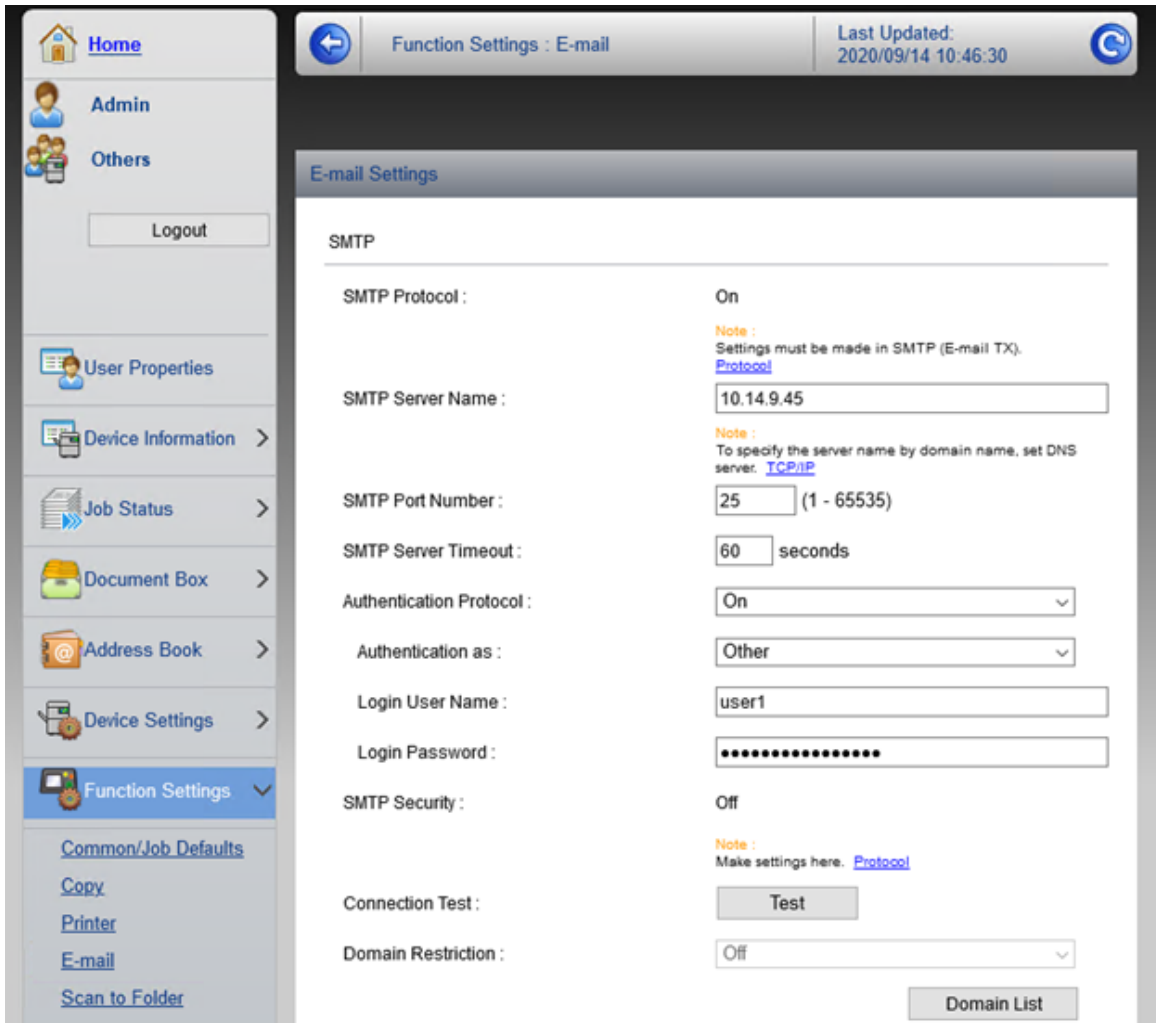 Home
Admin
Others
Logout
User Properties
Device Information
Job Status
Document Box
Address Book
Device Settings
Function Settings
Common/Job Defaults
Copy
Printer
E-mail
Scan to Folder
Function Settings : E-mail
Last Updated:
2020/09/14 10:46:30
E-mail Settings
SMTP
SMTP Protocol : On
Note :
Settings must be made in SMTP (E-mail TX).
Protocol
SMTP Server Name : 10.14.9.45
Note :
To specify the server name by domain name, set DNS
server. TCP/IP
SMTP Port Number : 25 (1 - 65535)
SMTP Server Timeout : 60 seconds
Authentication Protocol : On
Authentication as : Other
Login User Name : user1
Login Password : ●●●●●●●●●●●●●●●●
SMTP Security : Off
Note :
Make settings here. Protocol
Connection Test : Test
Domain Restriction : Off
Domain List